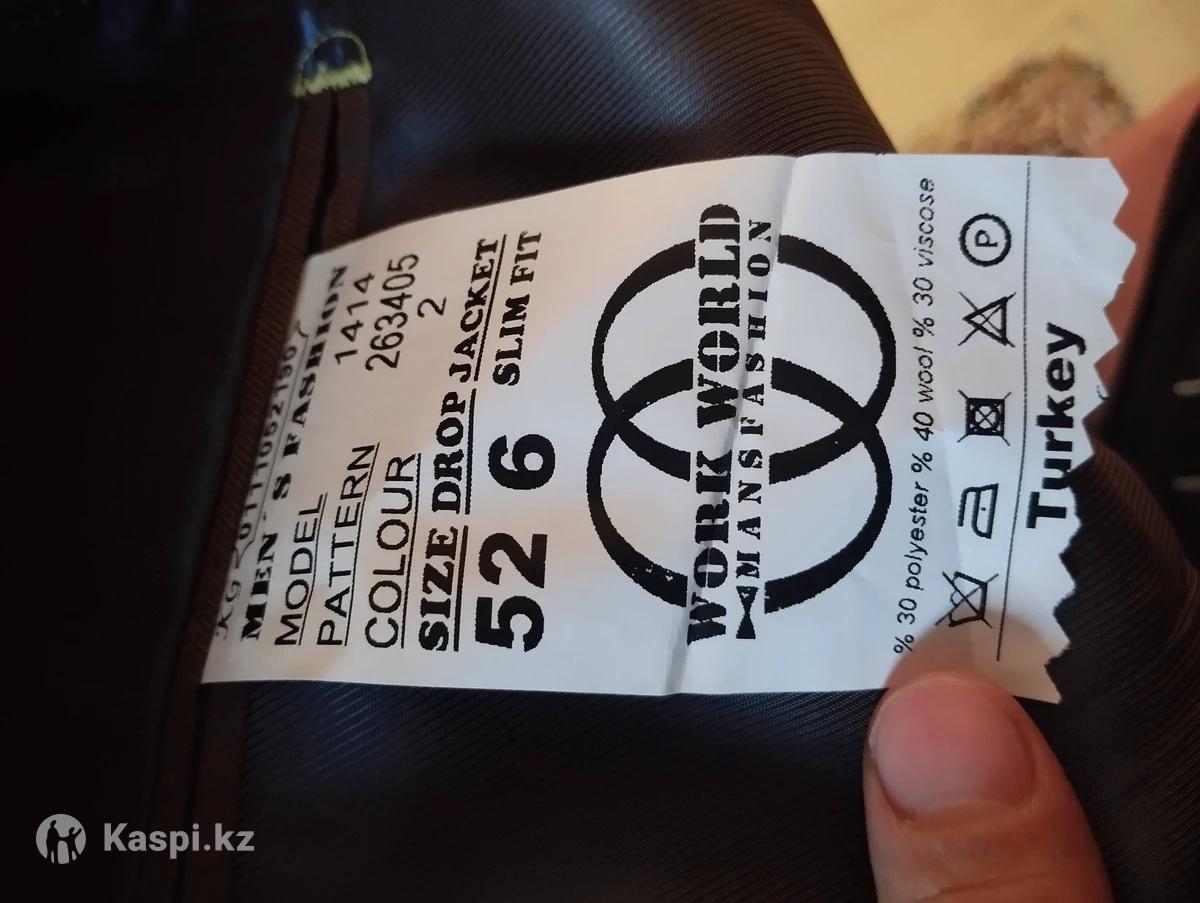 MEN'S FASHION
MODEL 1414
PATTERN 263405
COLOUR 2
SIZE DROP JACKET
52 6 SLIM FIT
WORK WORLD
MANSFASHION
% 30 polyester % 40 wool % 30 viscose
P
Turkey
Kaspi.kz